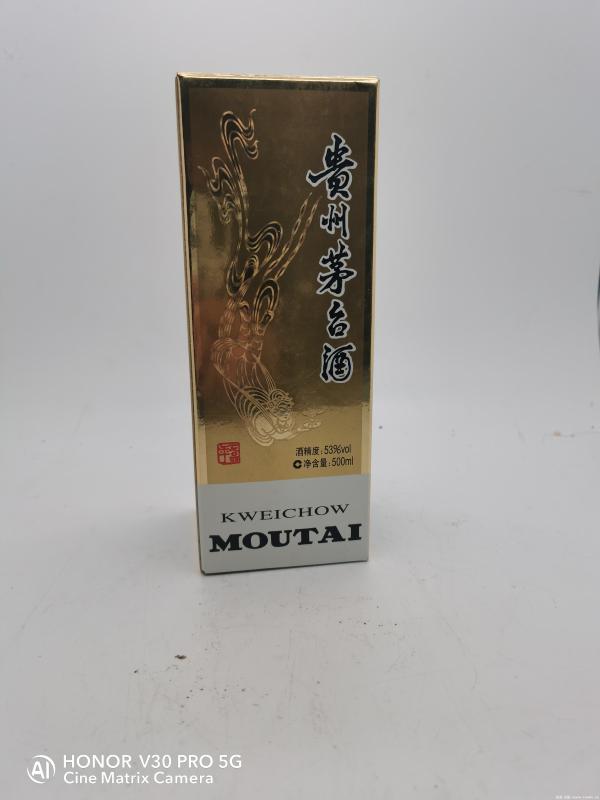 貴州茅台酒
酒精度:53%vol
净含量:500ml
KWEICHOW
MOUTAI
HONOR V30 PRO 5G
Cine Matrix Camera